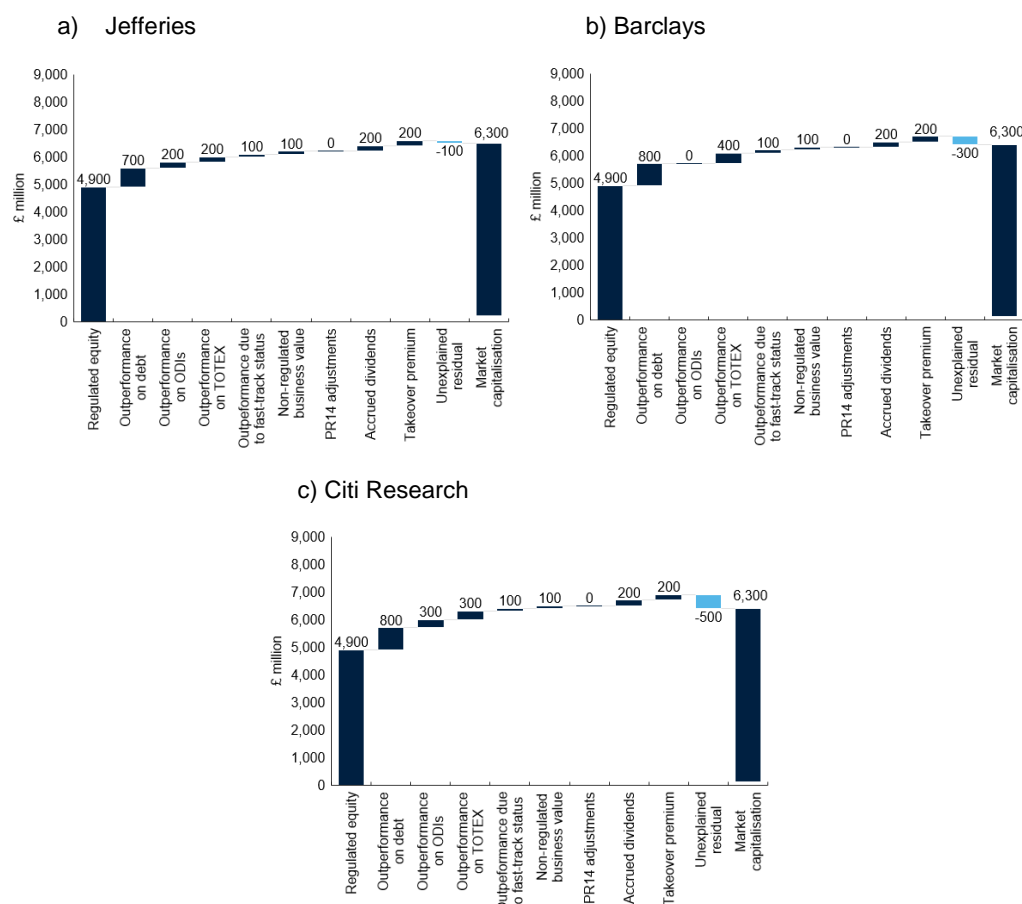 a) Jefferies
9,000
8,000
7,000
6,000
5,000
4,000
3,000
2,000
1,000
0
£ million
4,900
700
200
200
100
100
0
200
200
-100
6,300
Regulated equity
Outperformance
on debt
Outperformance
on ODIs
Outperformance
on TOTEX
Outpeformance due
to fast-track status
Non-regulated
business value
PR14 adjustments
Accrued dividends
Takeover premium
Unexplained
residual
Market
capitalisation
b) Barclays
9,000
8,000
7,000
6,000
5,000
4,000
3,000
2,000
1,000
0
£ million
4,900
800
0
400
100
100
0
200
200
-300
6,300
Regulated equity
Outperformance
on debt
Outperformance
on ODIs
Outperformance
on TOTEX
Outpeformance due
to fast-track status
Non-regulated
business value
PR14 adjustments
Accrued dividends
Takeover premium
Unexplained
residual
Market
capitalisation
c) Citi Research
9,000
8,000
7,000
6,000
5,000
4,000
3,000
2,000
1,000
0
£ million
4,900
800
300
300
100
100
0
200
200
-500
6,300
Regulated equity
Outperformance
on debt
Outperformance
on ODIs
Outperformance
on TOTEX
Outpeformance due
to fast-track status
Non-regulated
business value
PR14 adjustments
Accrued dividends
Takeover premium
Unexplained
residual
Market
capitalisation